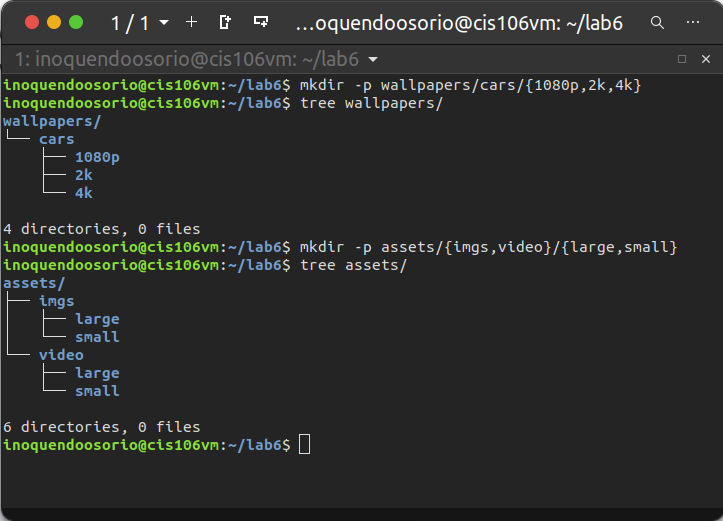 1 / 1 ...oquendoosorio@cis106vm: ~/lab6
1: inoquendoosorio@cis106vm: ~/lab6
inoquendoosorio@cis106vm:~/lab6$ mkdir -p wallpapers/cars/{1080p,2k,4k}
inoquendoosorio@cis106vm:~/lab6$ tree wallpapers/
wallpapers/
└── cars
    ├── 1080p
    ├── 2k
    └── 4k
4 directories, 0 files
inoquendoosorio@cis106vm:~/lab6$ mkdir -p assets/{imgs,video}/{large,small}
inoquendoosorio@cis106vm:~/lab6$ tree assets/
assets/
├── imgs
│   ├── large
│   └── small
└── video
    ├── large
    └── small
6 directories, 0 files
inoquendoosorio@cis106vm:~/lab6$